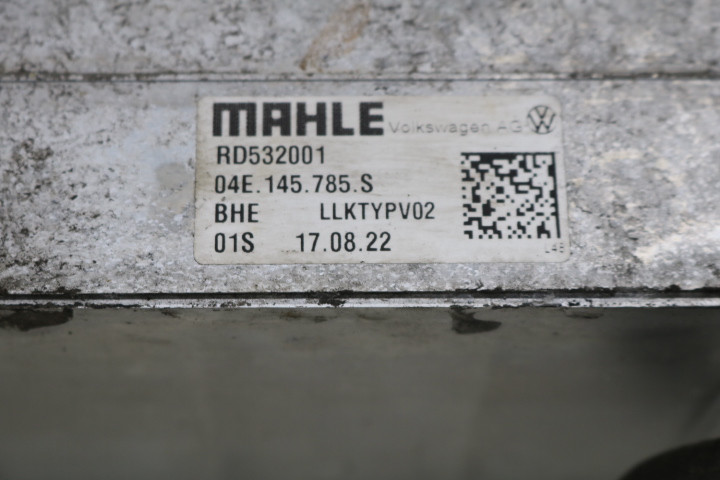 MAHLE Volkswagen AG
RD532001
04E.145.785.S
BHE LLKTYPV02
01S 17.08.22